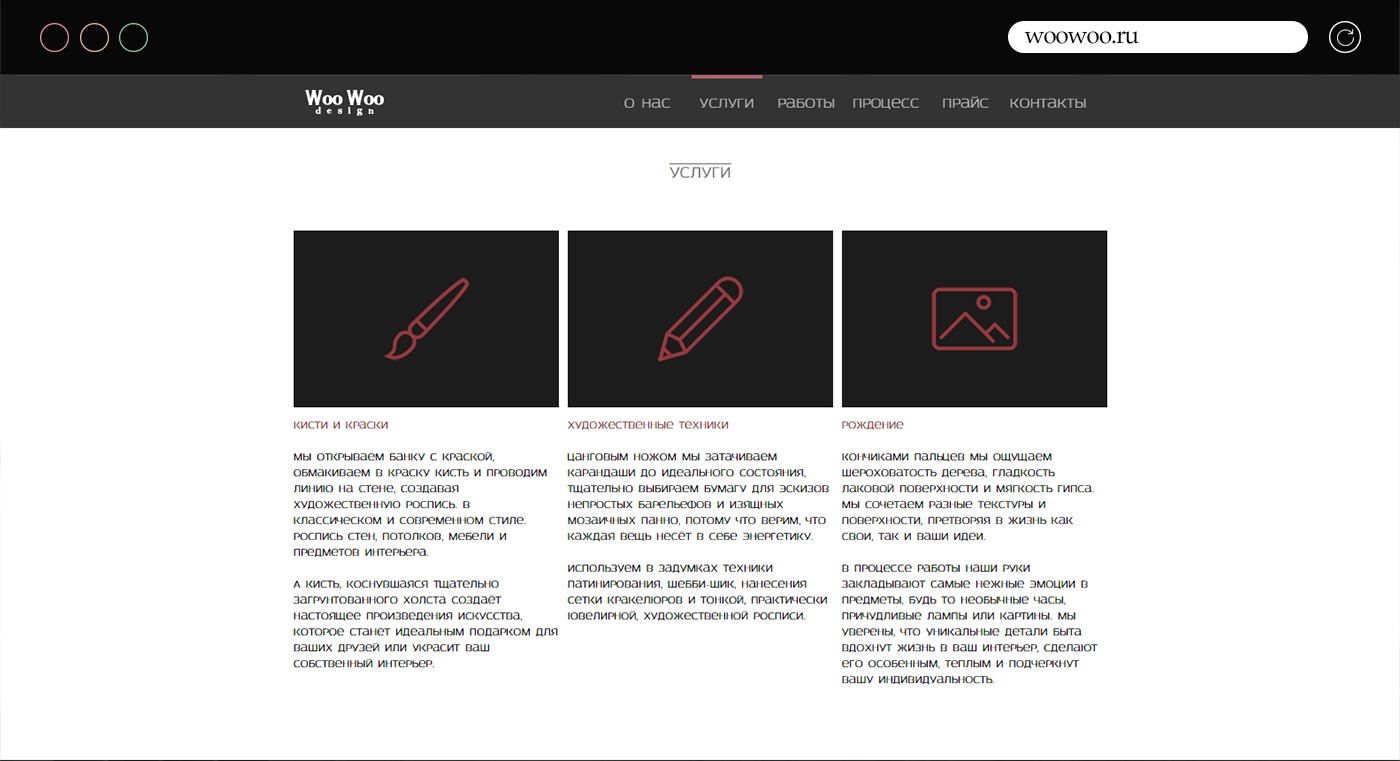 woowoo.ru
Woo Woo
design
О НАС УСЛУГИ РАБОТЫ ПРОЦЕСС ПРАЙС КОНТАКТЫ
УСЛУГИ
КИСТИ И КРАСКИ
МЫ ОТКРЫВАЕМ БАНКУ С КРАСКОЙ,
ОБМАКИВАЕМ В КРАСКУ КИСТЬ И ПРОВОДИМ
ЛИНИЮ НА СТЕНЕ, СОЗДАВАЯ
ХУДОЖЕСТВЕННУЮ РОСПИСЬ. В
КЛАССИЧЕСКОМ И СОВРЕМЕННОМ СТИЛЕ.
РОСПИСЬ СТЕН, ПОТОЛКОВ, МЕБЕЛИ И
ПРЕДМЕТОВ ИНТЕРЬЕРА.
А КИСТЬ, КОСНУВШАЯСЯ ТЩАТЕЛЬНО
ЗАГРУНТОВАННОГО ХОЛСТА СОЗДАЁТ
НАСТОЯЩЕЕ ПРОИЗВЕДЕНИЯ ИСКУССТВА,
КОТОРОЕ СТАНЕТ ИДЕАЛЬНЫМ ПОДАРКОМ ДЛЯ
ВАШИХ ДРУЗЕЙ ИЛИ УКРАСИТ ВАШ
СОБСТВЕННЫЙ ИНТЕРЬЕР.
ХУДОЖЕСТВЕННЫЕ ТЕХНИКИ
ЦАНГОВЫМ НОЖОМ МЫ ЗАТАЧИВАЕМ
КАРАНДАШИ ДО ИДЕАЛЬНОГО СОСТОЯНИЯ,
ТЩАТЕЛЬНО ВЫБИРАЕМ БУМАГУ ДЛЯ ЭСКИЗОВ
НЕПРОСТЫХ БАРЕЛЬЕФОВ И ИЗЯЩНЫХ
МОЗАИЧНЫХ ПАННО, ПОТОМУ ЧТО ВЕРИМ, ЧТО
КАЖДАЯ ВЕЩЬ НЕСЁТ В СЕБЕ ЭНЕРГЕТИКУ.
ИСПОЛЬЗУЕМ В ЗАДУМКАХ ТЕХНИКИ
ПАТИНИРОВАНИЯ, ШЕББИ-ШИК, НАНЕСЕНИЯ
СЕТКИ КРАКЕЛЮРОВ И ТОНКОЙ, ПРАКТИЧЕСКИ
ЮВЕЛИРНОЙ, ХУДОЖЕСТВЕННОЙ РОСПИСИ.
РОЖДЕНИЕ
КОНЧИКАМИ ПАЛЬЦЕВ МЫ ОЩУЩАЕМ
ШЕРОХОВАТОСТЬ ДЕРЕВА, ГЛАДКОСТЬ
ЛАКОВОЙ ПОВЕРХНОСТИ И МЯГКОСТЬ ГИПСА.
МЫ СОЧЕТАЕМ РАЗНЫЕ ТЕКСТУРЫ И
ПОВЕРХНОСТИ, ПРЕТВОРЯЯ В ЖИЗНЬ КАК
СВОИ, ТАК И ВАШИ ИДЕИ.
В ПРОЦЕССЕ РАБОТЫ НАШИ РУКИ
ЗАКЛАДЫВАЮТ САМЫЕ НЕЖНЫЕ ЭМОЦИИ В
ПРЕДМЕТЫ, БУДЬ ТО НЕОБЫЧНЫЕ ЧАСЫ,
ПРИЧУДЛИВЫЕ ЛАМПЫ ИЛИ КАРТИНЫ. МЫ
УВЕРЕНЫ, ЧТО УНИКАЛЬНЫЕ ДЕТАЛИ БЫТА
ВДОХНУТ ЖИЗНЬ В ВАШ ИНТЕРЬЕР, СДЕЛАЮТ
ЕГО ОСОБЕННЫМ, ТЕПЛЫМ И ПОДЧЕРКНУТ
ВАШУ ИНДИВИДУАЛЬНОСТЬ.